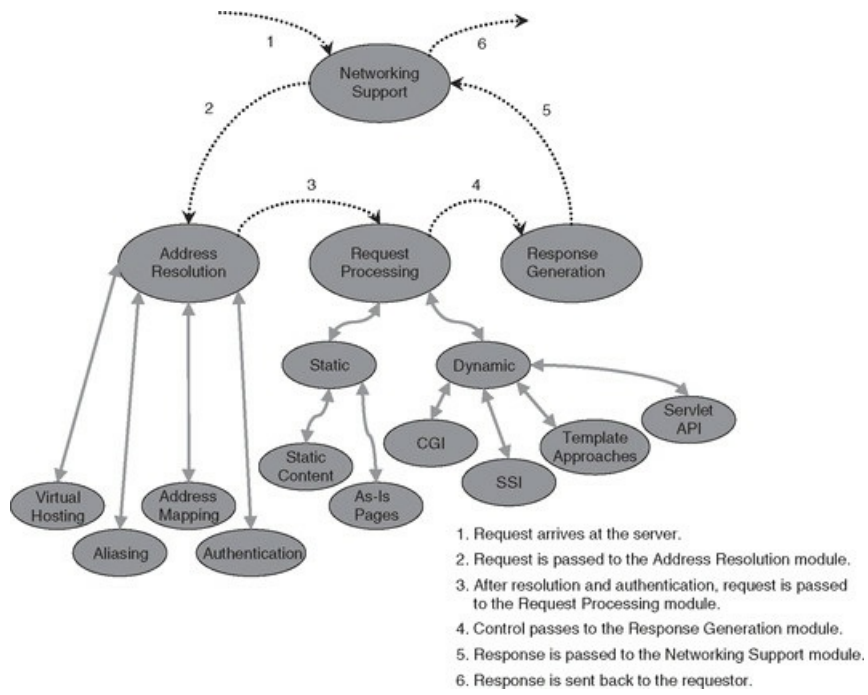 1
6
Networking
Support
2
5
3
4
Address
Resolution
Request
Processing
Response
Generation
Static
Dynamic
Servlet
API
CGI
Template
Approaches
Static
Content
SSI
Virtual
Hosting
Address
Mapping
As-Is
Pages
Aliasing
Authentication
1. Request arrives at the server.
2. Request is passed to the Address Resolution module.
3. After resolution and authentication, request is passed
to the Request Processing module.
4. Control passes to the Response Generation module.
5. Response is passed to the Networking Support module.
6. Response is sent back to the requestor.